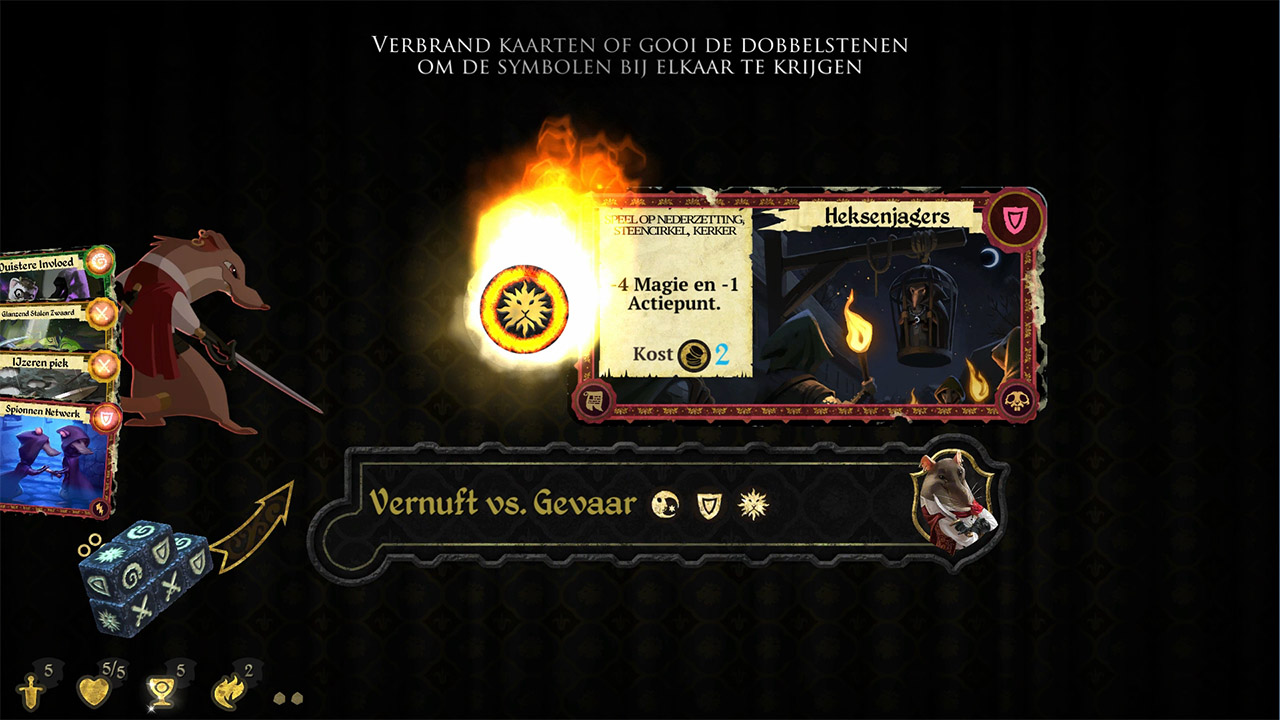 VERBRAND KAARTEN OF GOOI DE DOBBELSTENEN
OM DE SYMBOLEN BIJ ELKAAR TE KRIJGEN
SPEEL OP NEDERZETTING,
STEENCIRKEL, KERKER
Heksenjagers
-4 Magie en -1
Actiepunt.
Kost 2
Duistere Invloed
Glanzend Stalen Zwaard
IJzeren piek
Spionnen Netwerk
Vernuft vs. Gevaar
5
5/5
5
2